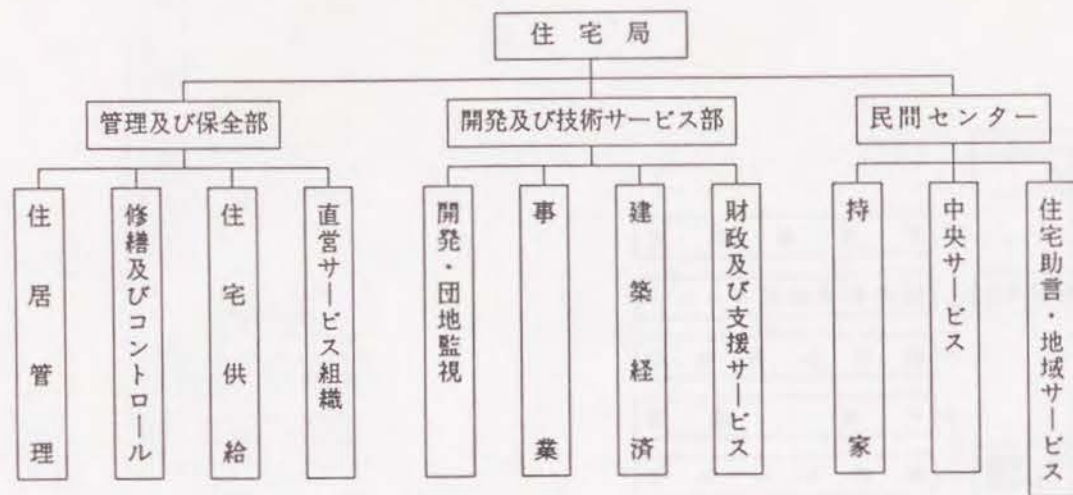 住宅局
管理及び保全部
開発及び技術サービス部
民間センター
住居管理
修繕及びコントロール
住宅供給
直営サービス組織
開発・団地監視
事業
建築経済
財政及び支援サービス
持家
中央サービス
住宅助言・地域サービス